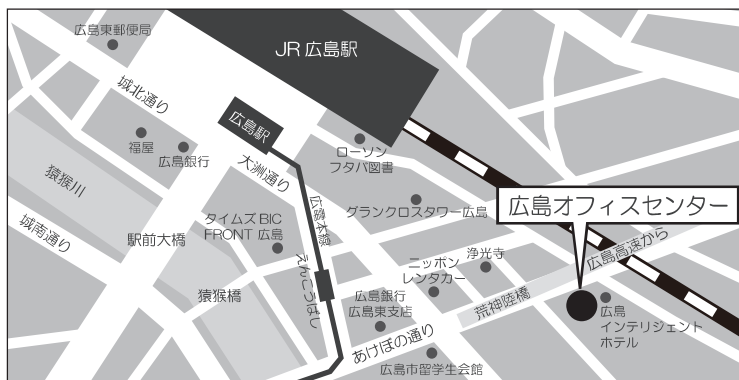 広島東郵便局
JR 広島駅
城北通り
広島駅
福屋
広島銀行
大洲通り
ローソン
フタバ図書
猿猴川
城南通り
駅前大橋
タイムズ BIC
FRONT 広島
広島本線
えんこうばし
グランクロスタワー広島
広島オフィスセンター
広島高速から
猿猴橋
ニッポン
レンタカー
浄光寺
荒神陸橋
広島銀行
広島東支店
あけぼの通り
広島
インテリジェント
ホテル
広島市留学生会館